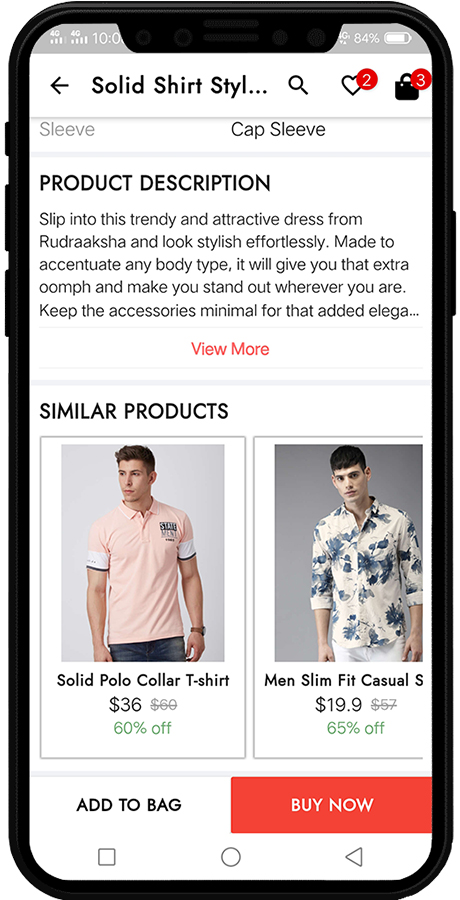 4G 4G 10:0
4G 84%
Solid Shirt Styl...
2
3
Sleeve Cap Sleeve
PRODUCT DESCRIPTION
Slip into this trendy and attractive dress from
Rudraaksha and look stylish effortlessly. Made to
accentuate any body type, it will give you that extra
oomph and make you stand out wherever you are.
Keep the accessories minimal for that added elega...
View More
SIMILAR PRODUCTS
STATE
MENT
Solid Polo Collar T-shirt
$36 $60
60% off
Men Slim Fit Casual S
$19.9 $57
65% off
ADD TO BAG
BUY NOW